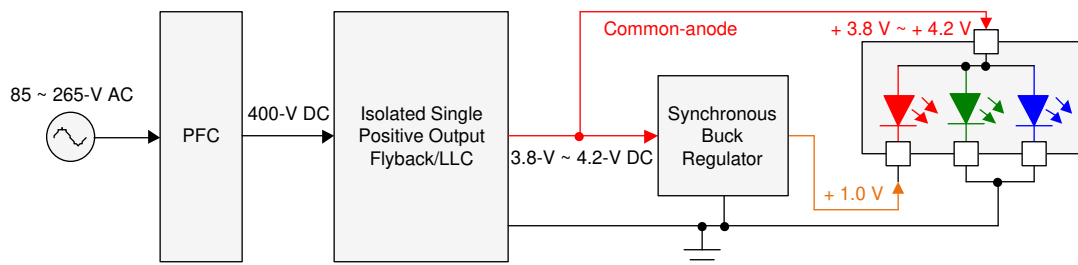 Common-anode
+ 3.8 V ~ + 4.2 V
85 ~ 265-V AC
PFC
400-V DC
Isolated Single
Positive Output
Flyback/LLC
3.8-V ~ 4.2-V DC
Synchronous
Buck
Regulator
+ 1.0 V